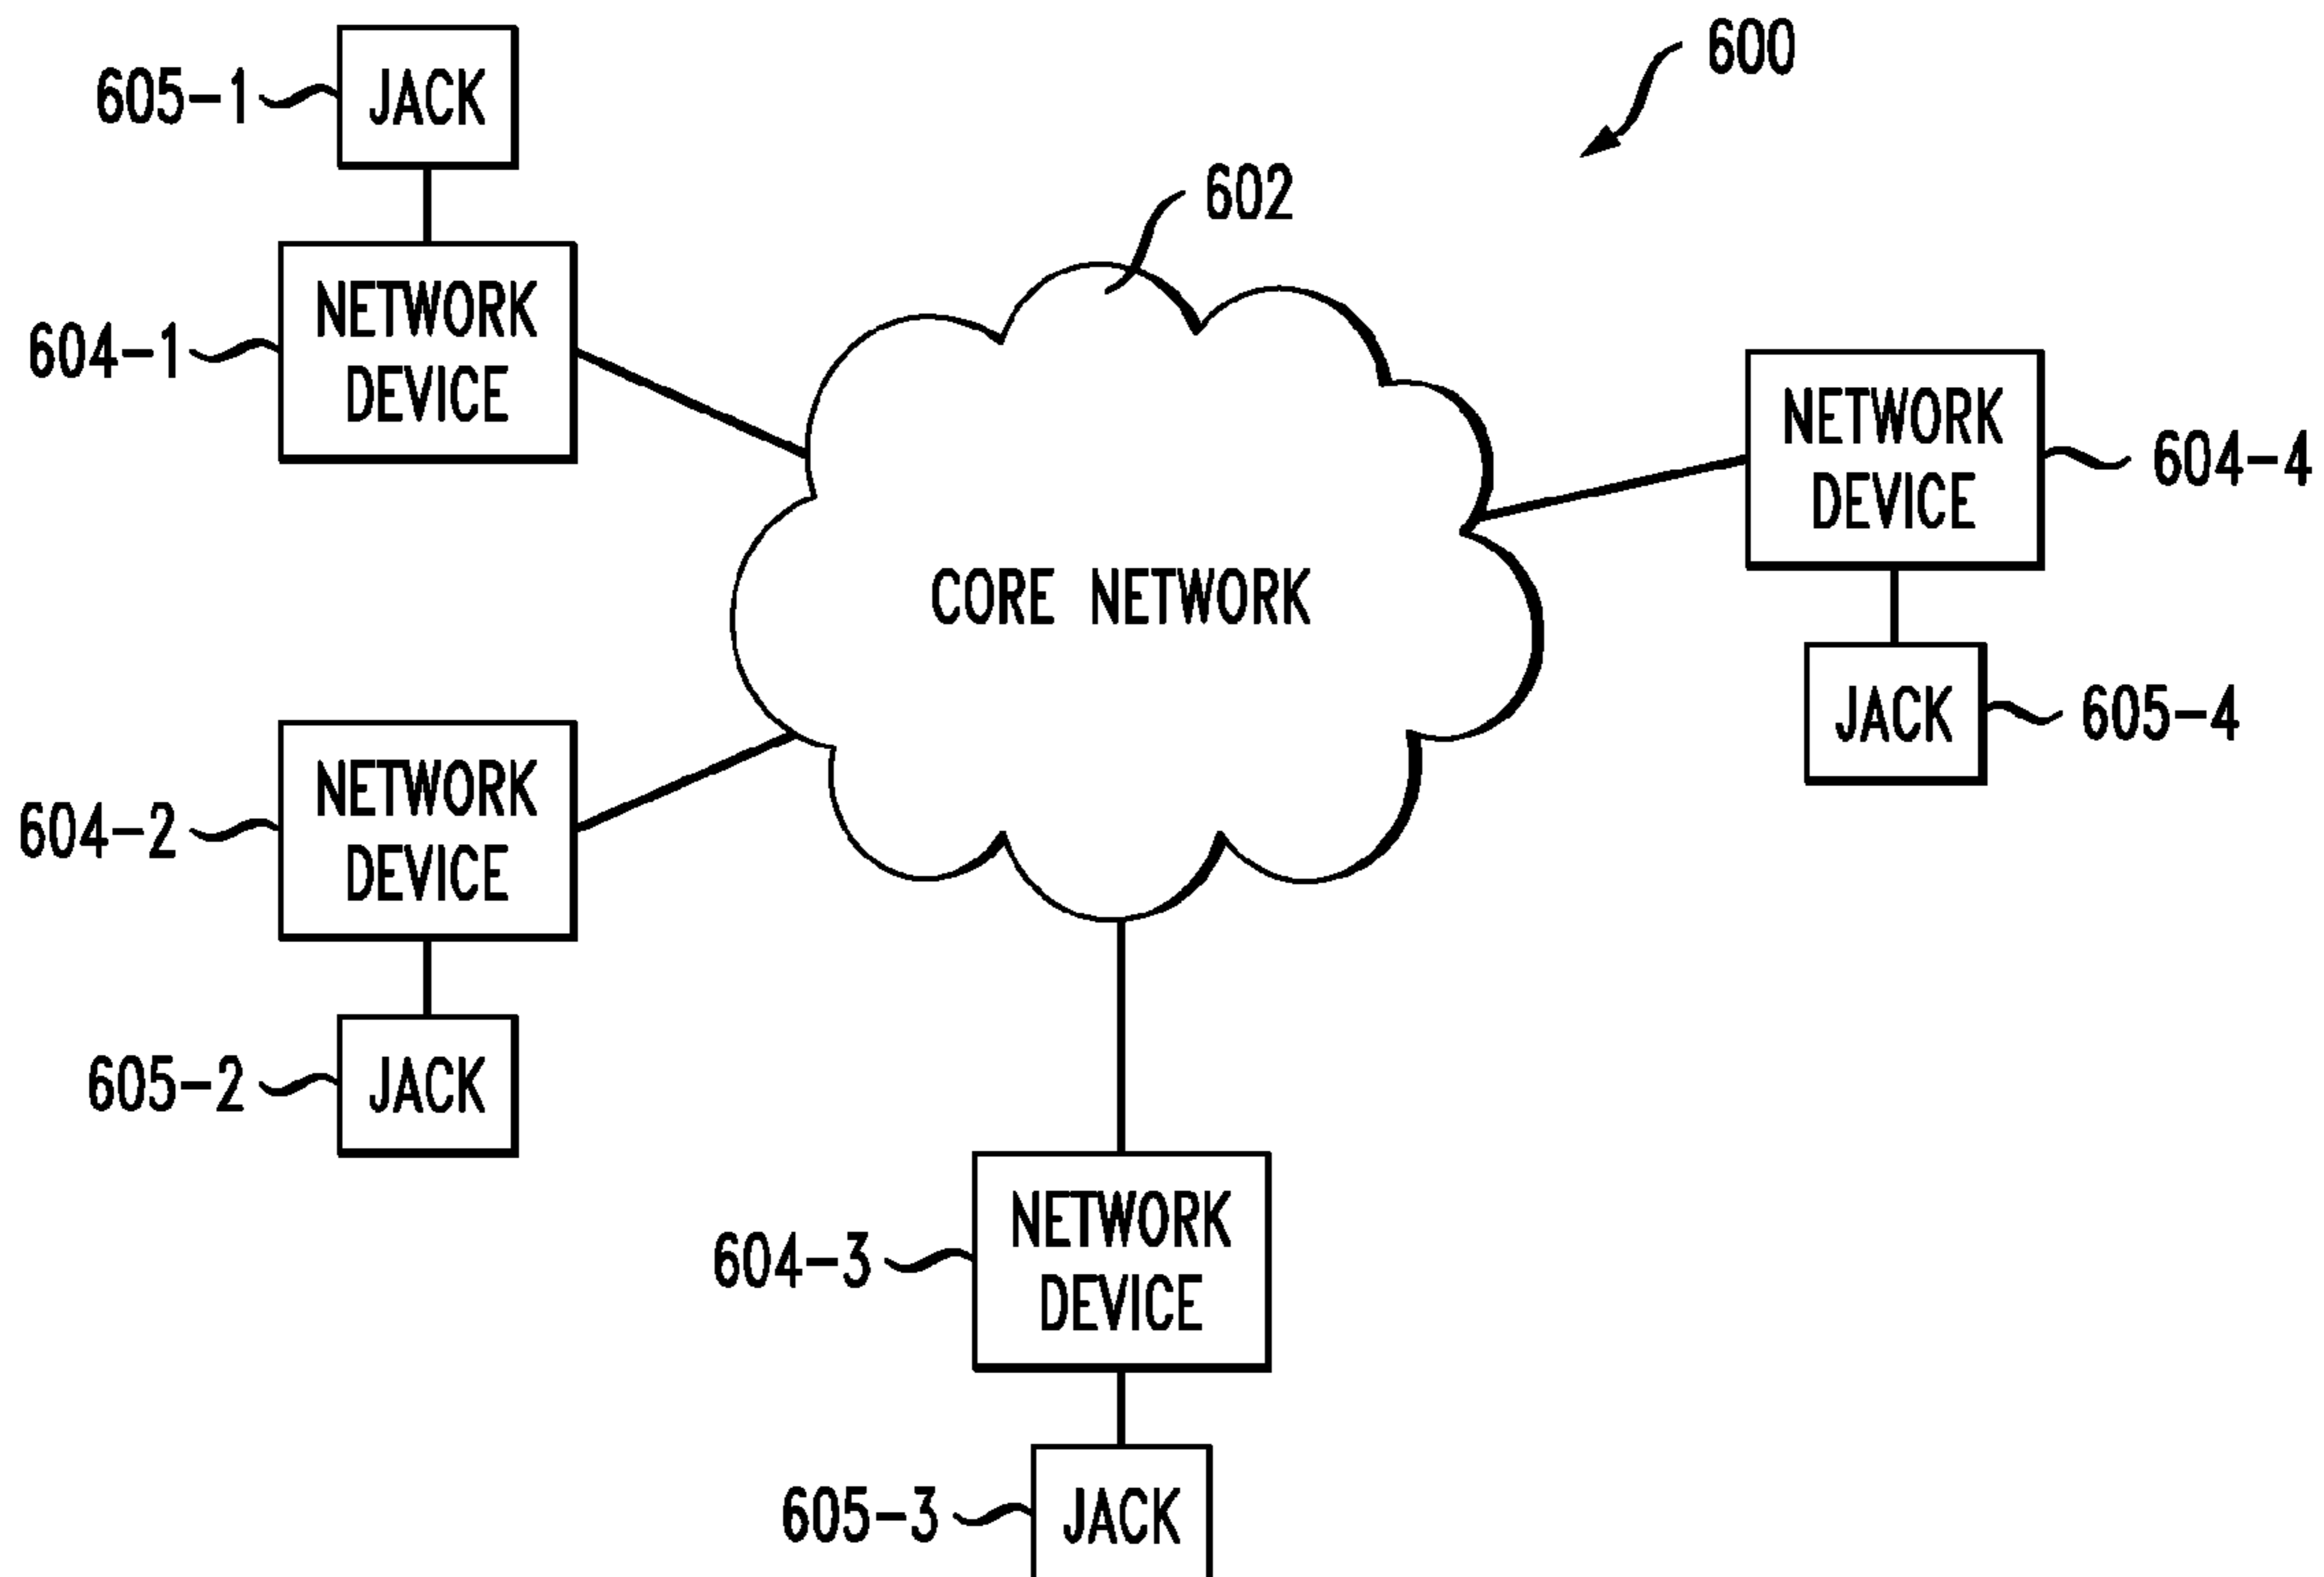 600
605-1
JACK
602
604-1
NETWORK
DEVICE
604-4
NETWORK
DEVICE
CORE NETWORK
605-4
JACK
604-2
NETWORK
DEVICE
605-2
JACK
604-3
NETWORK
DEVICE
605-3
JACK